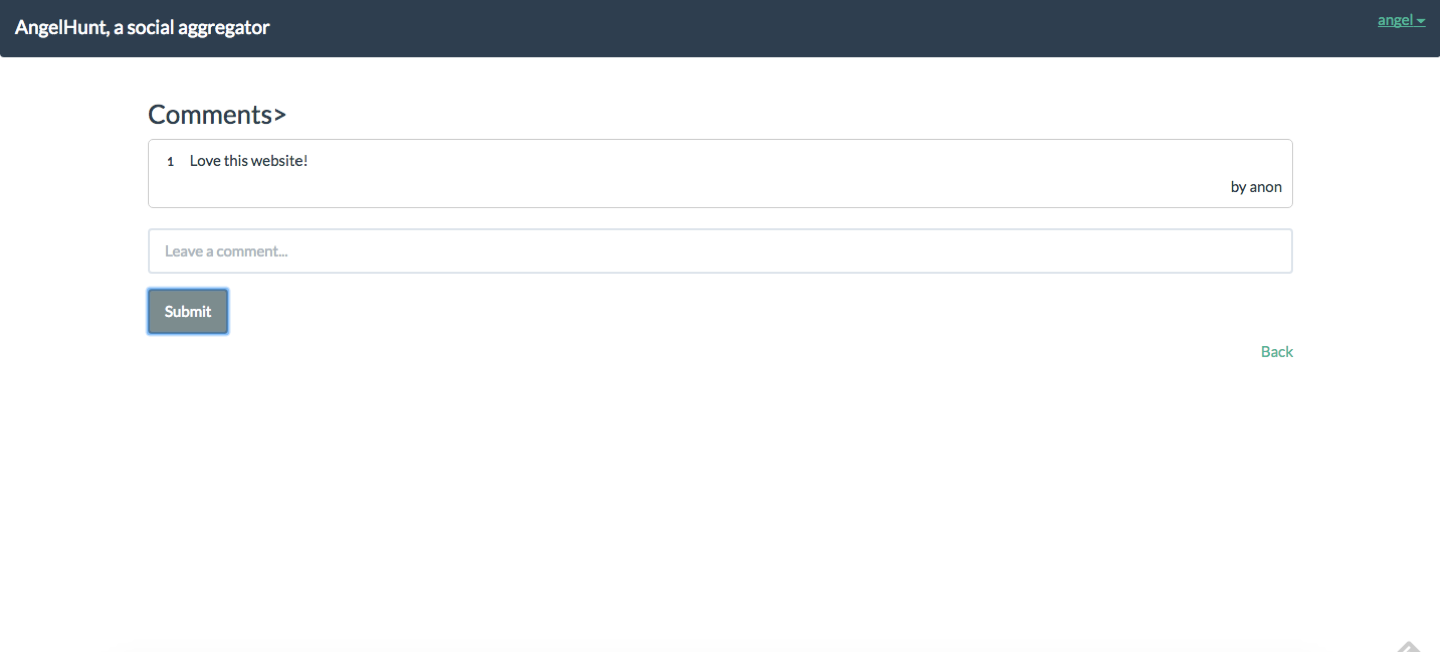 AngelHunt, a social aggregator
angel
Comments>
1 Love this website!
by anon
Leave a comment...
Submit
Back